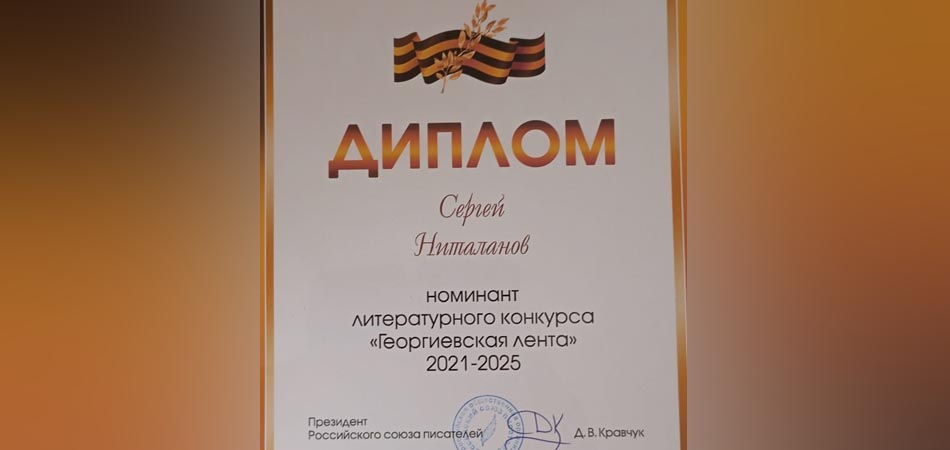 ДИПЛОМ
Сергей
Ниталанов
номинант
литературного конкурса
«Георгиевская лента»
2021-2025
Президент
Российского союза писателей
Д. В. Кравчук